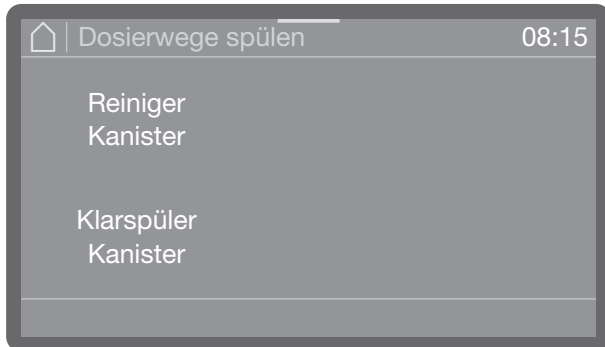 Dosierwege spülen 08:15
Reiniger
Kanister
Klarspüler
Kanister